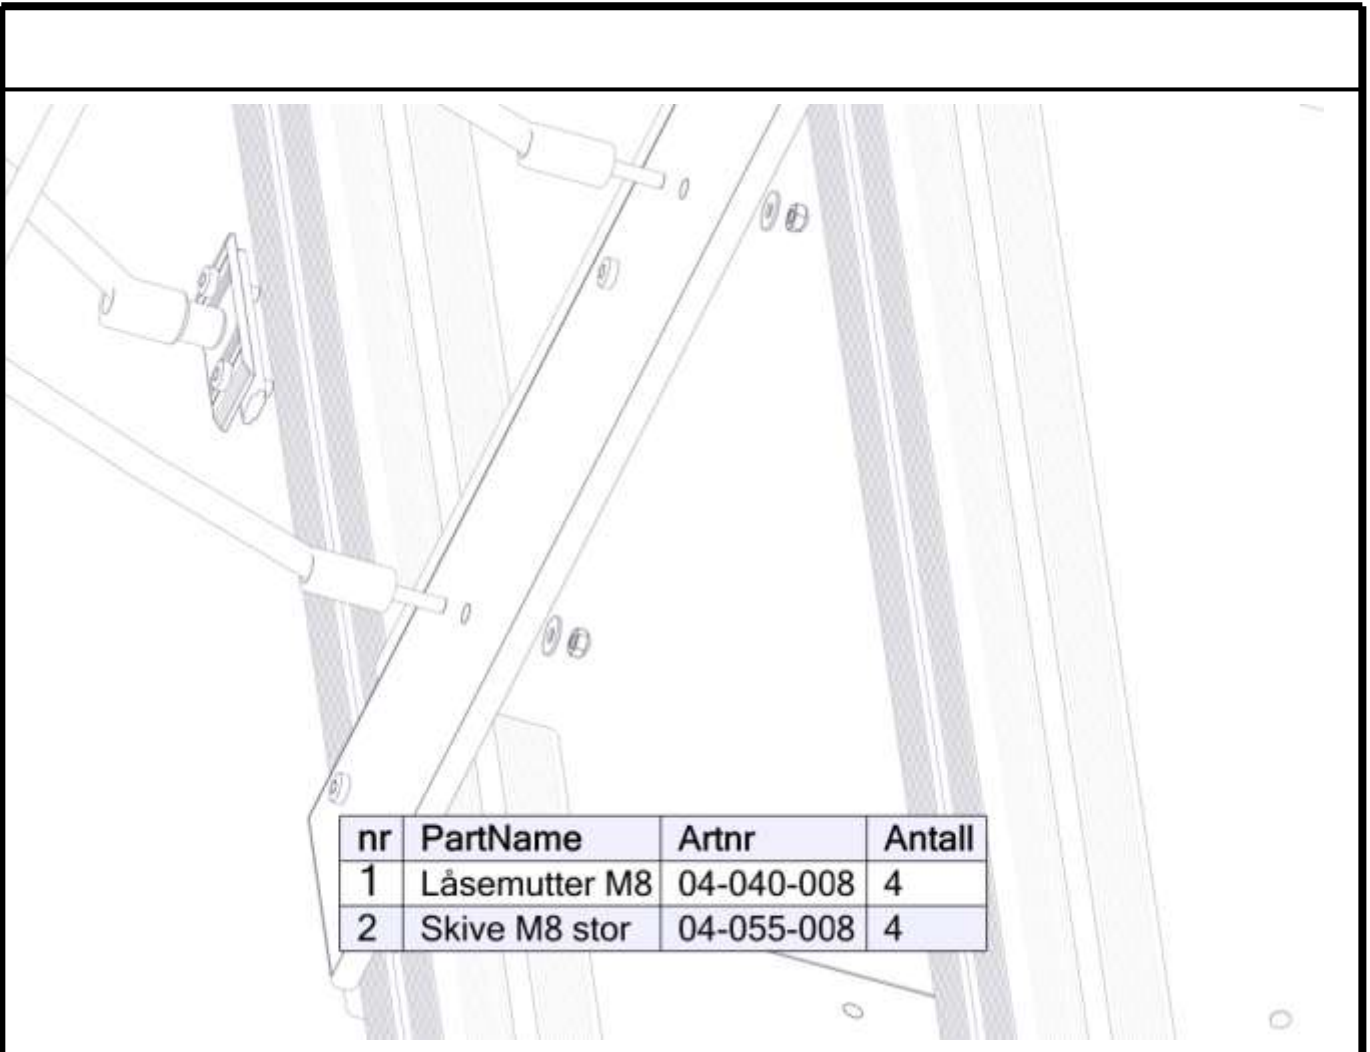 nr PartName Artnr Antall
1 Låsemutter M8 04-040-008 4
2 Skive M8 stor 04-055-008 4